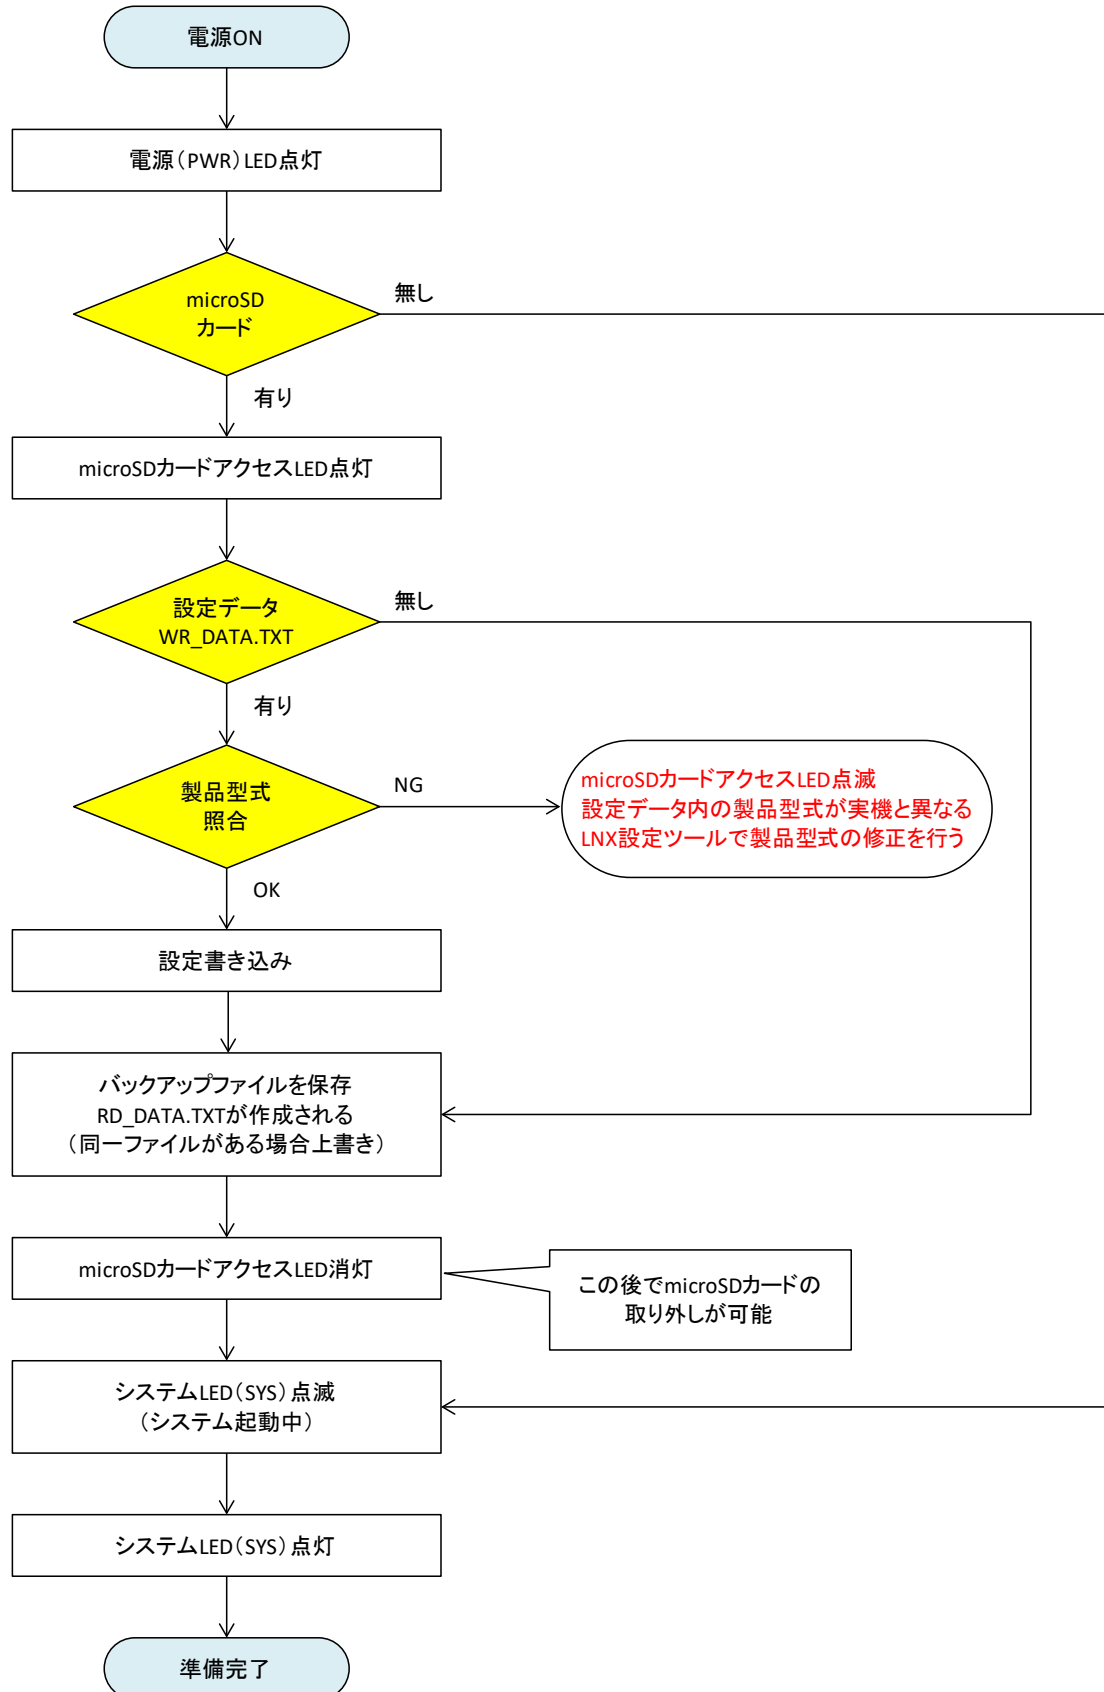 電源ON
電源（PWR）LED点灯
microSD
カード
無し
有り
microSDカードアクセスLED点灯
設定データ
WR_DATA.TXT
無し
有り
製品型式
照合
NG
microSDカードアクセスLED点滅
設定データ内の製品型式が実機と異なる
LNX設定ツールで製品型式の修正を行う
OK
設定書き込み
バックアップファイルを保存
RD_DATA.TXTが作成される
（同一ファイルがある場合上書き）
microSDカードアクセスLED消灯
この後でmicroSDカードの
取り外しが可能
システムLED（SYS）点滅
（システム起動中）
システムLED（SYS）点灯
準備完了